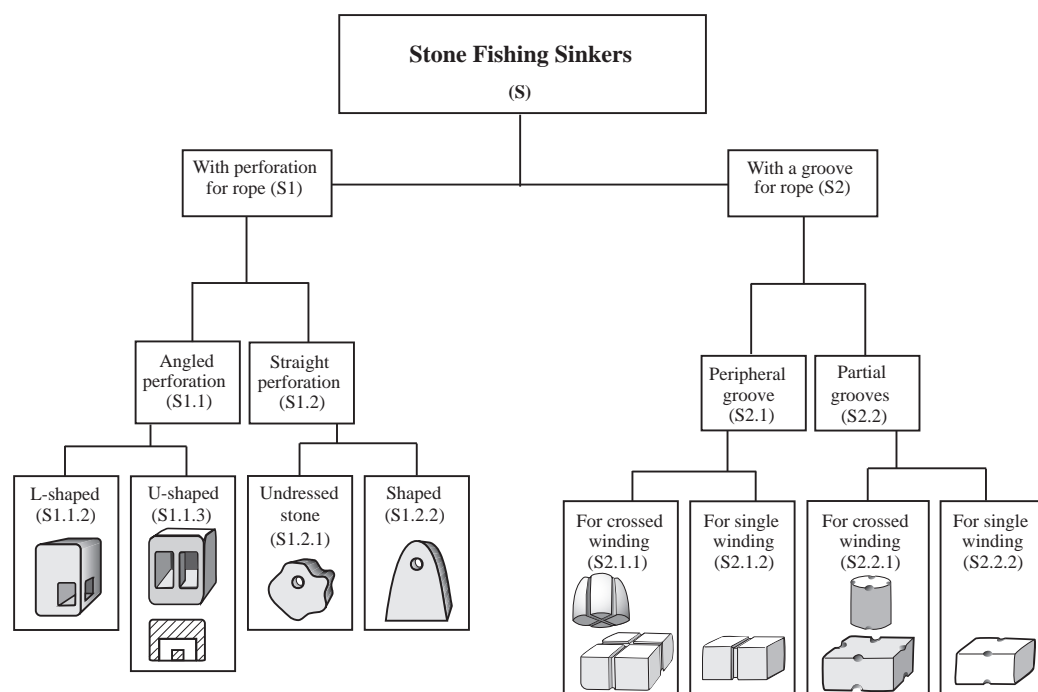 Stone Fishing Sinkers
(S)
With perforation
for rope (S1)
With a groove
for rope (S2)
Angled
perforation
(S1.1)
Straight
perforation
(S1.2)
Peripheral
groove
(S2.1)
Partial
grooves
(S2.2)
L-shaped
(S1.1.2)
U-shaped
(S1.1.3)
Undressed
stone
(S1.2.1)
Shaped
(S1.2.2)
For crossed
winding
(S2.1.1)
For single
winding
(S2.1.2)
For crossed
winding
(S2.2.1)
For single
winding
(S2.2.2)